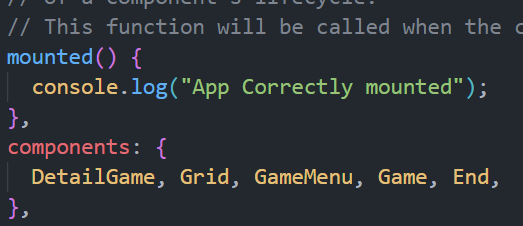 // of a component's lifecycle.
// This function will be called when the c
mounted() {
console.log("App Correctly mounted");
},
components: {
DetailGame, Grid, GameMenu, Game, End,
},